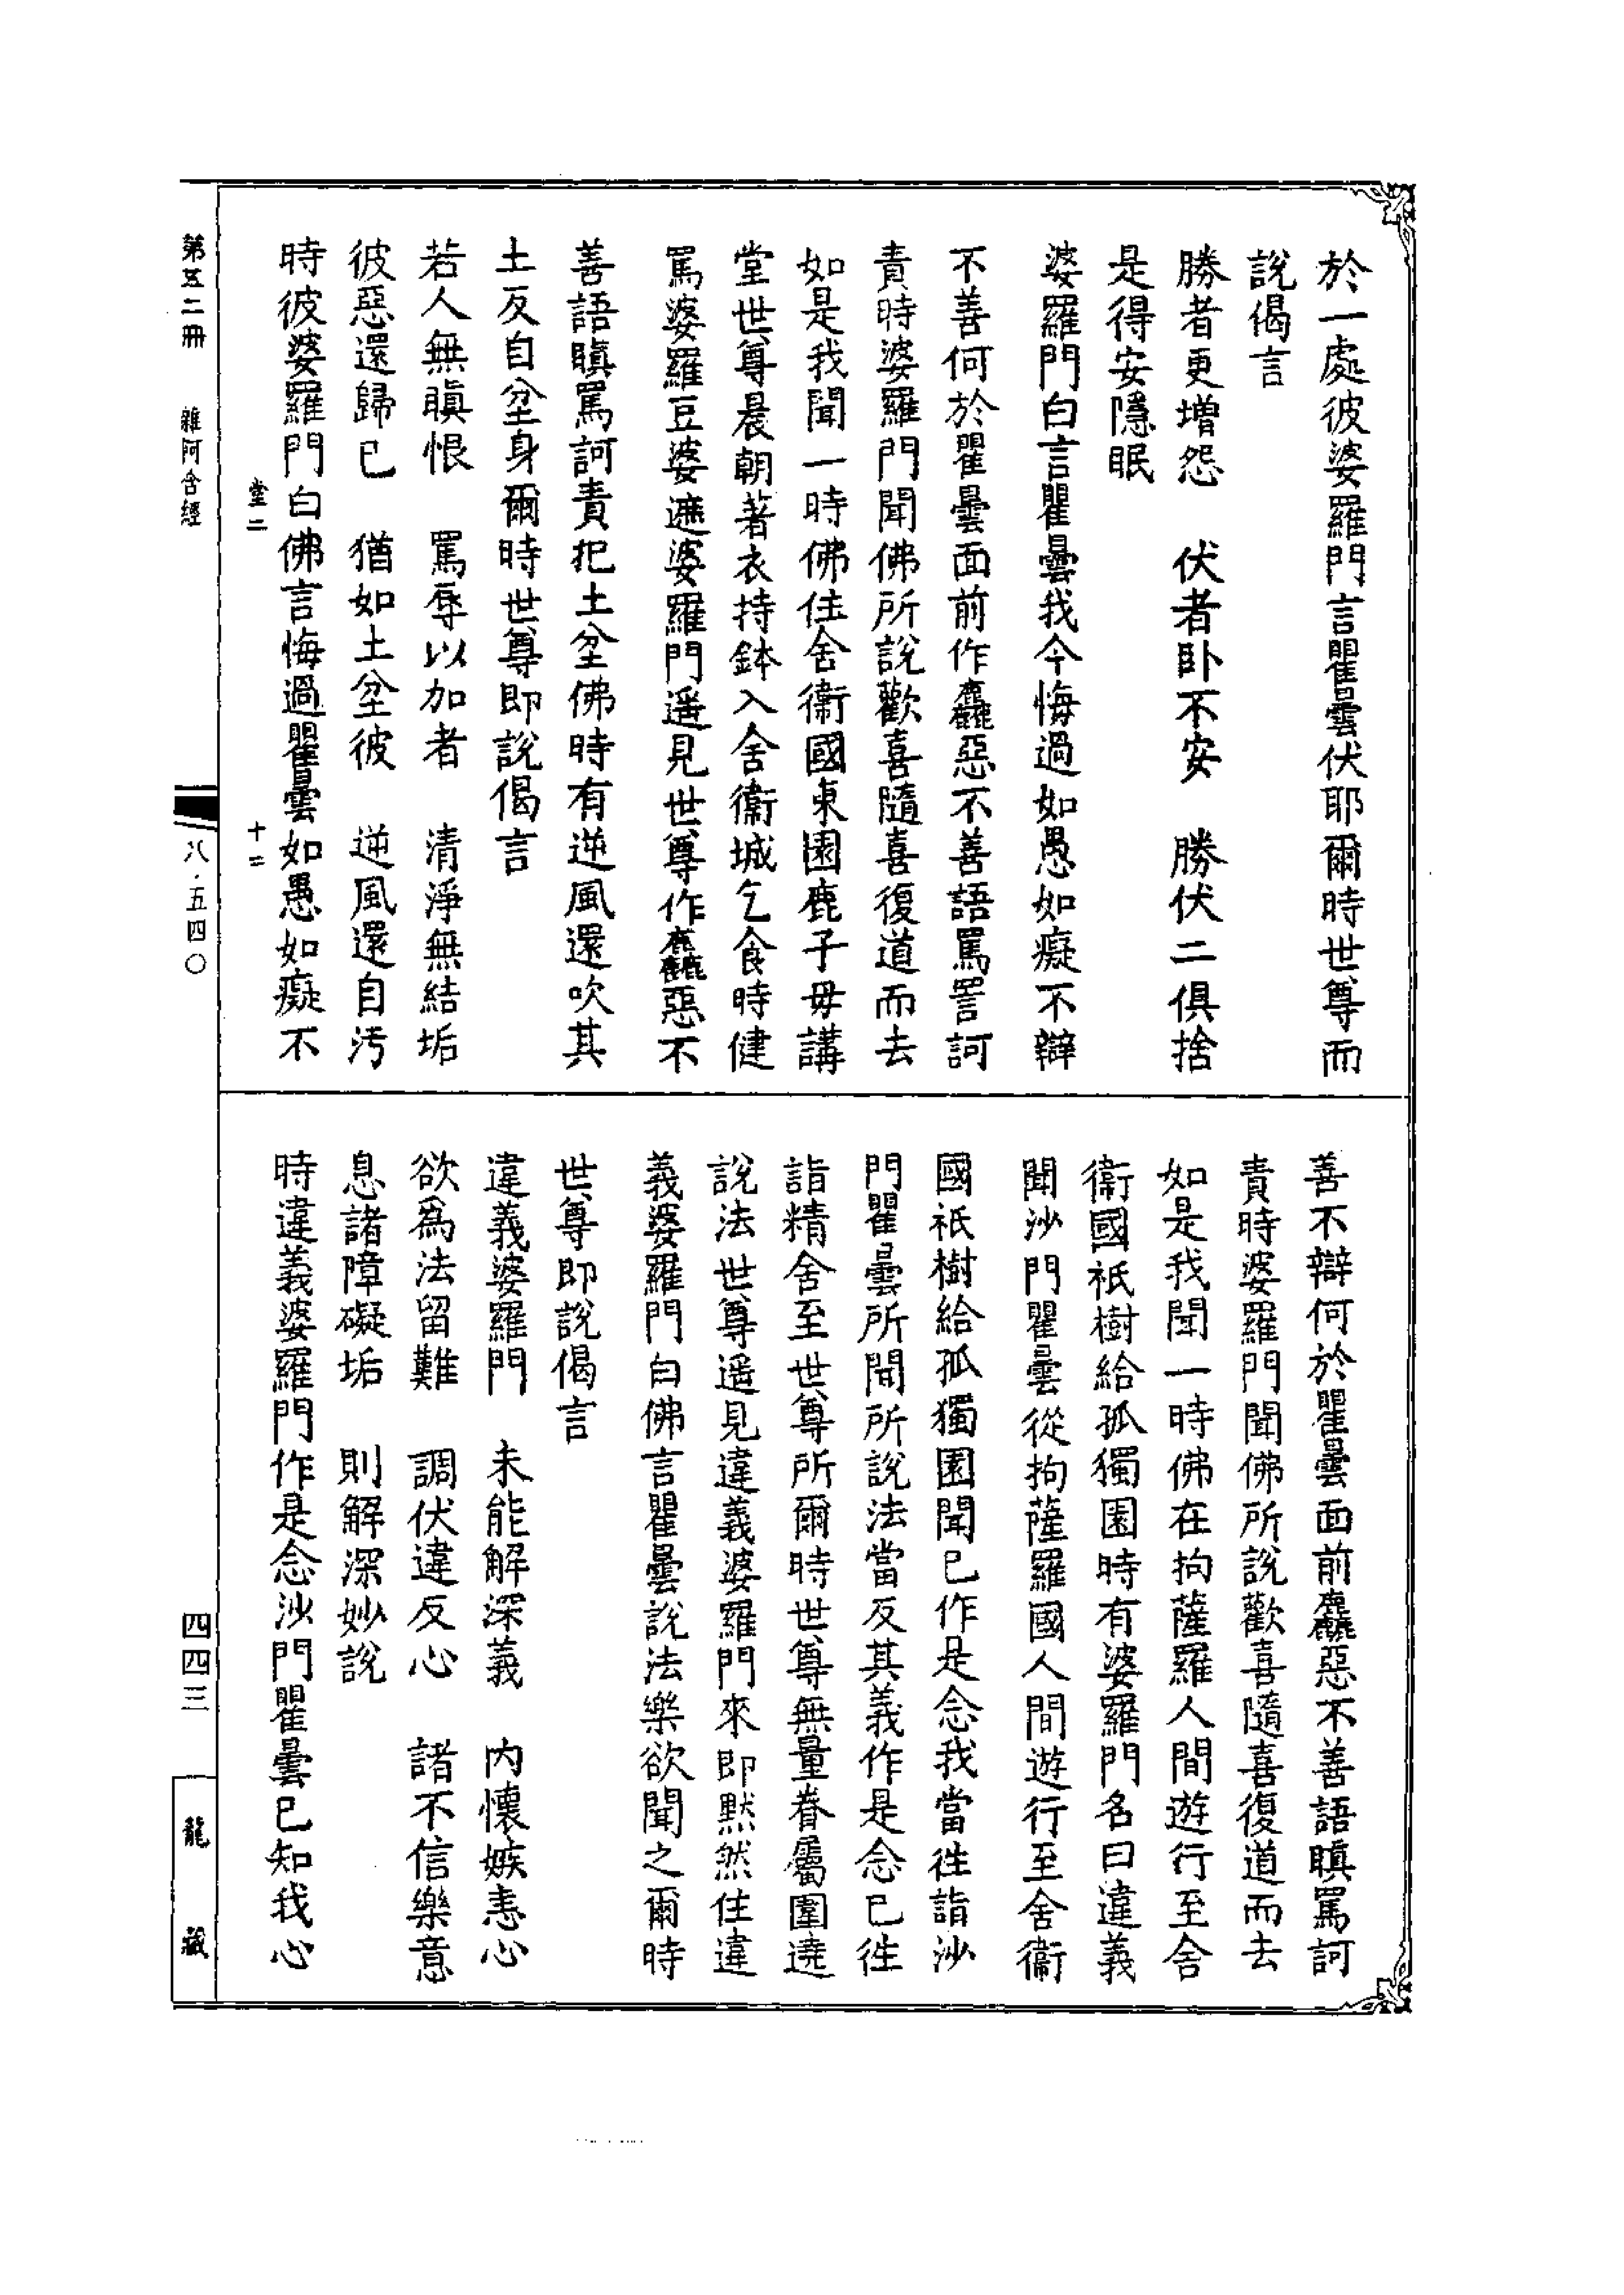 於一處彼婆羅門言瞿曇伏耶爾時世尊而
說偈言
勝者更增怨　伏者卧不安　勝伏二俱捨
是得安隱眠
婆羅門白言瞿曇我今悔過如愚如癡不辯
不善何於瞿曇面前作麤惡不善語罵詈訶
責時婆羅門聞佛所說歡喜隨喜復道而去
如是我聞一時佛住舍衞國東園鹿子母講
堂世尊晨朝著衣持鉢入舍衞城乞食時健
罵婆羅豆婆遮婆羅門遥見世尊作麤惡不
善語瞋罵訶責把土坌佛時有逆風還吹其
土反自坌身爾時世尊即說偈言
若人無瞋恨　罵辱以加者　清淨無結垢
彼惡還歸已　猶如土坌彼　逆風還自污
時彼婆羅門白佛言悔過瞿曇如愚如癡不
堂二　十二
善不辯何於瞿曇面前麤惡不善語瞋罵訶
責時婆羅門聞佛所說歡喜隨喜復道而去
如是我聞一時佛在拘薩羅人間遊行至舍
衞國祇樹給孤獨園時有婆羅門名曰違義
聞沙門瞿曇從拘薩羅國人間遊行至舍衞
國祇樹給孤獨園聞已作是念我當往詣沙
門瞿曇所聞所說法當反其義作是念已往
詣精舍至世尊所爾時世尊無量眷屬圍遶
說法世尊遥見違義婆羅門來即默然住違
義婆羅門白佛言瞿曇說法樂欲聞之爾時
世尊即說偈言
違義婆羅門　未能解深義　内懷嫉恚心
欲爲法留難　調伏違反心　諸不信樂意
息諸障礙垢　則解深妙說
時違義婆羅門作是念沙門瞿曇已知我心
第五二冊　雜阿含經　八·五四〇　四四三　龍藏